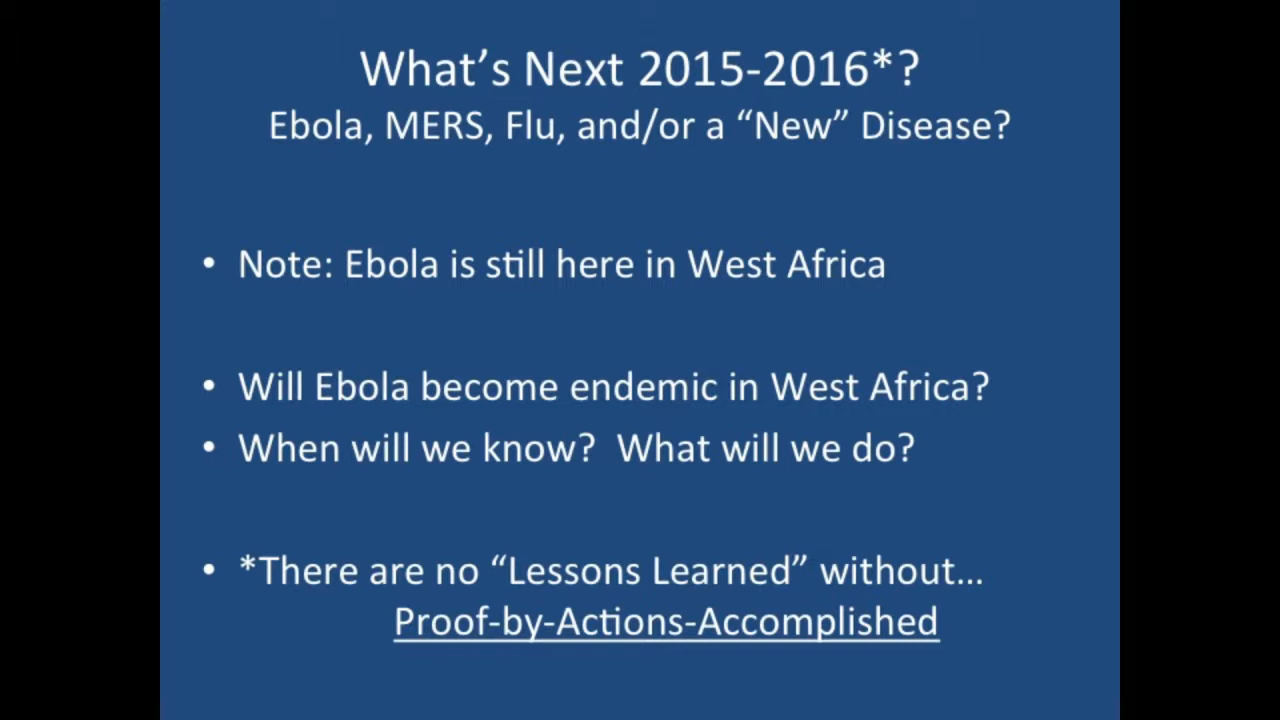 What’s Next 2015-2016*?
Ebola, MERS, Flu, and/or a “New” Disease?
• Note: Ebola is still here in West Africa
• Will Ebola become endemic in West Africa?
• When will we know?  What will we do?
• *There are no “Lessons Learned” without…
Proof-by-Actions-Accomplished